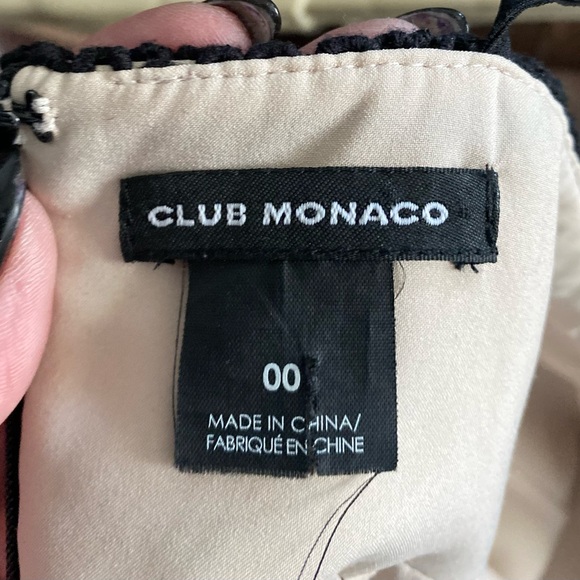 CLUB MONACO
00
MADE IN CHINA/
FABRIQUÉ EN CHINE